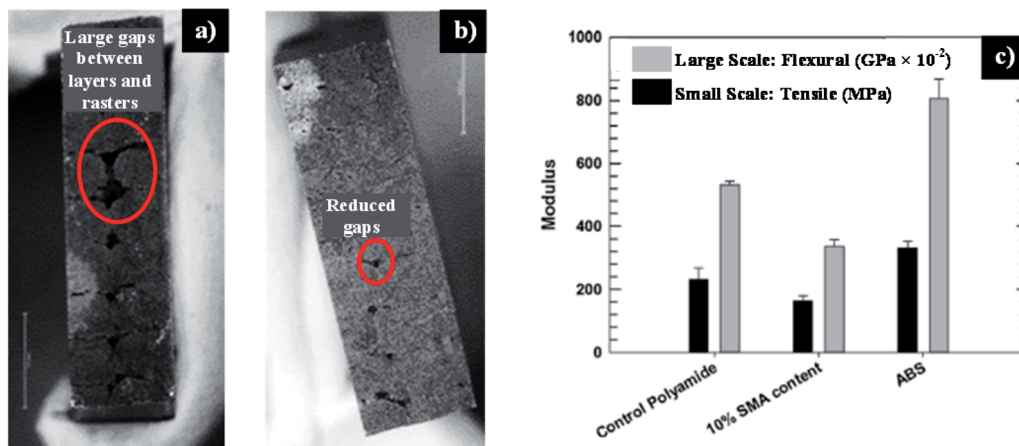 a)
Large gaps
between
layers and
rasters
b)
Reduced
gaps
c)
1000
800
600
400
200
0
Modulus
Large Scale: Flexural (GPa × 10⁻²)
Small Scale: Tensile (MPa)
Control Polyamide
10% SMA content
ABS